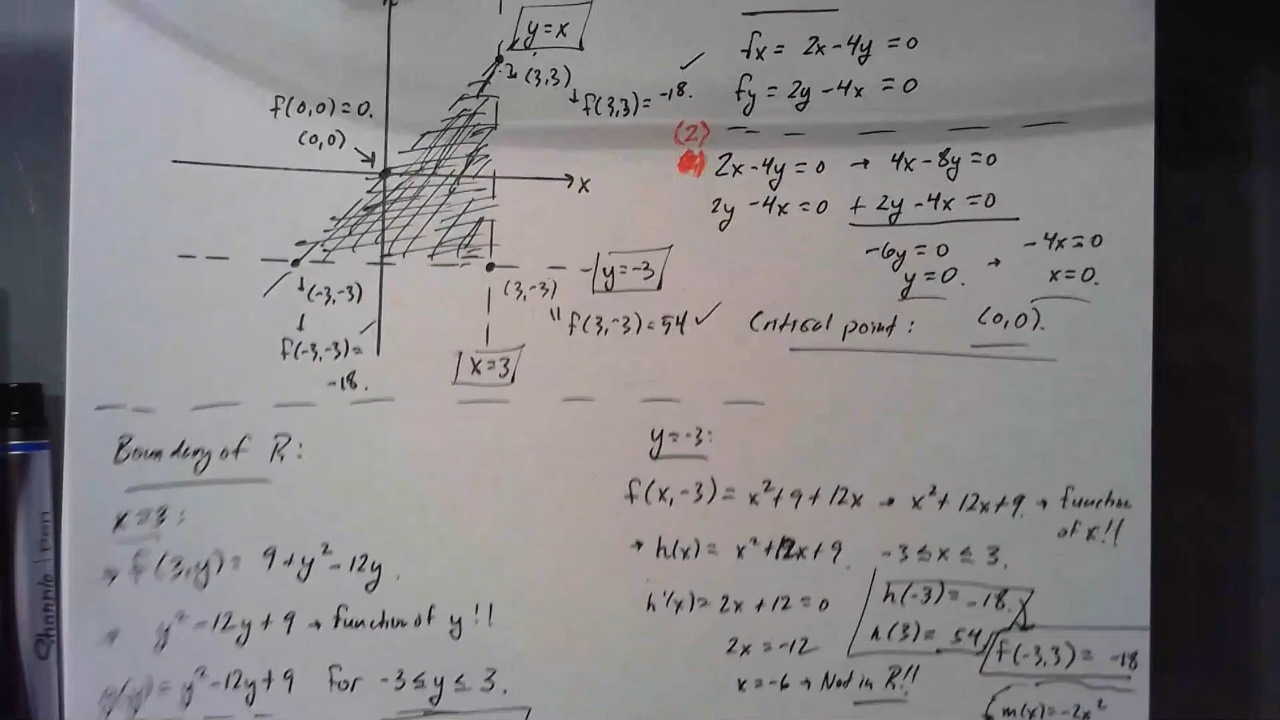 y=x
(3,3)
f(3,3) = -18.
f(0,0)=0.
(0,0)
x
(-3,-3)
f(-3,-3)=
-18.
(3,-3)
y=-3
" f(3,-3)=54 ✓
x=3
fx = 2x-4y =0
fy = 2y-4x =0
(2)
2x-4y=0 → 4x-8y=0
2y-4x=0 + 2y-4x=0
-6y=0
y=0. → -4x=0
x=0.
Critical point: (0,0).
Boundary of R:
x=3:
→ f(3,y)= 9+y²-12y.
y²-12y+9 → function of y!!
g(y)= y²-12y+9 for -3≤y≤3.
y=-3:
f(x,-3)= x²+9+12x → x²+12x+9 → function
of x!!
→ h(x)= x²+12x+9 -3≤x≤3.
h'(x)= 2x+12=0
2x=-12
x=-6 → Not in R!!
h(-3)=-18.
h(3)= 54
f(-3,3)= -18
m(x)=-2x²
Sharpie
pen